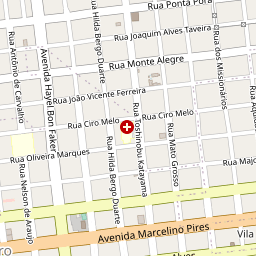 Rua Ponta Porã
Rua Joaquim Alves Taveira
Rua Hilda Bergo Duarte
Rua dos Missionários
Rua Monte Alegre
Rua Antônio de Carvalho
Avenida Hayel Bon Faker
Rua João Vicente Ferreira
Rua Ciro Melo
Rua Ciro Melo
Rua Toshinobu Katayama
Rua Mato Grosso
Rua Oliveira Marques
Rua Hilda Bergo Duarte
Rua Majo
Rua Nelson de Araujo
Avenida Marcelino Pires
Vila
ro